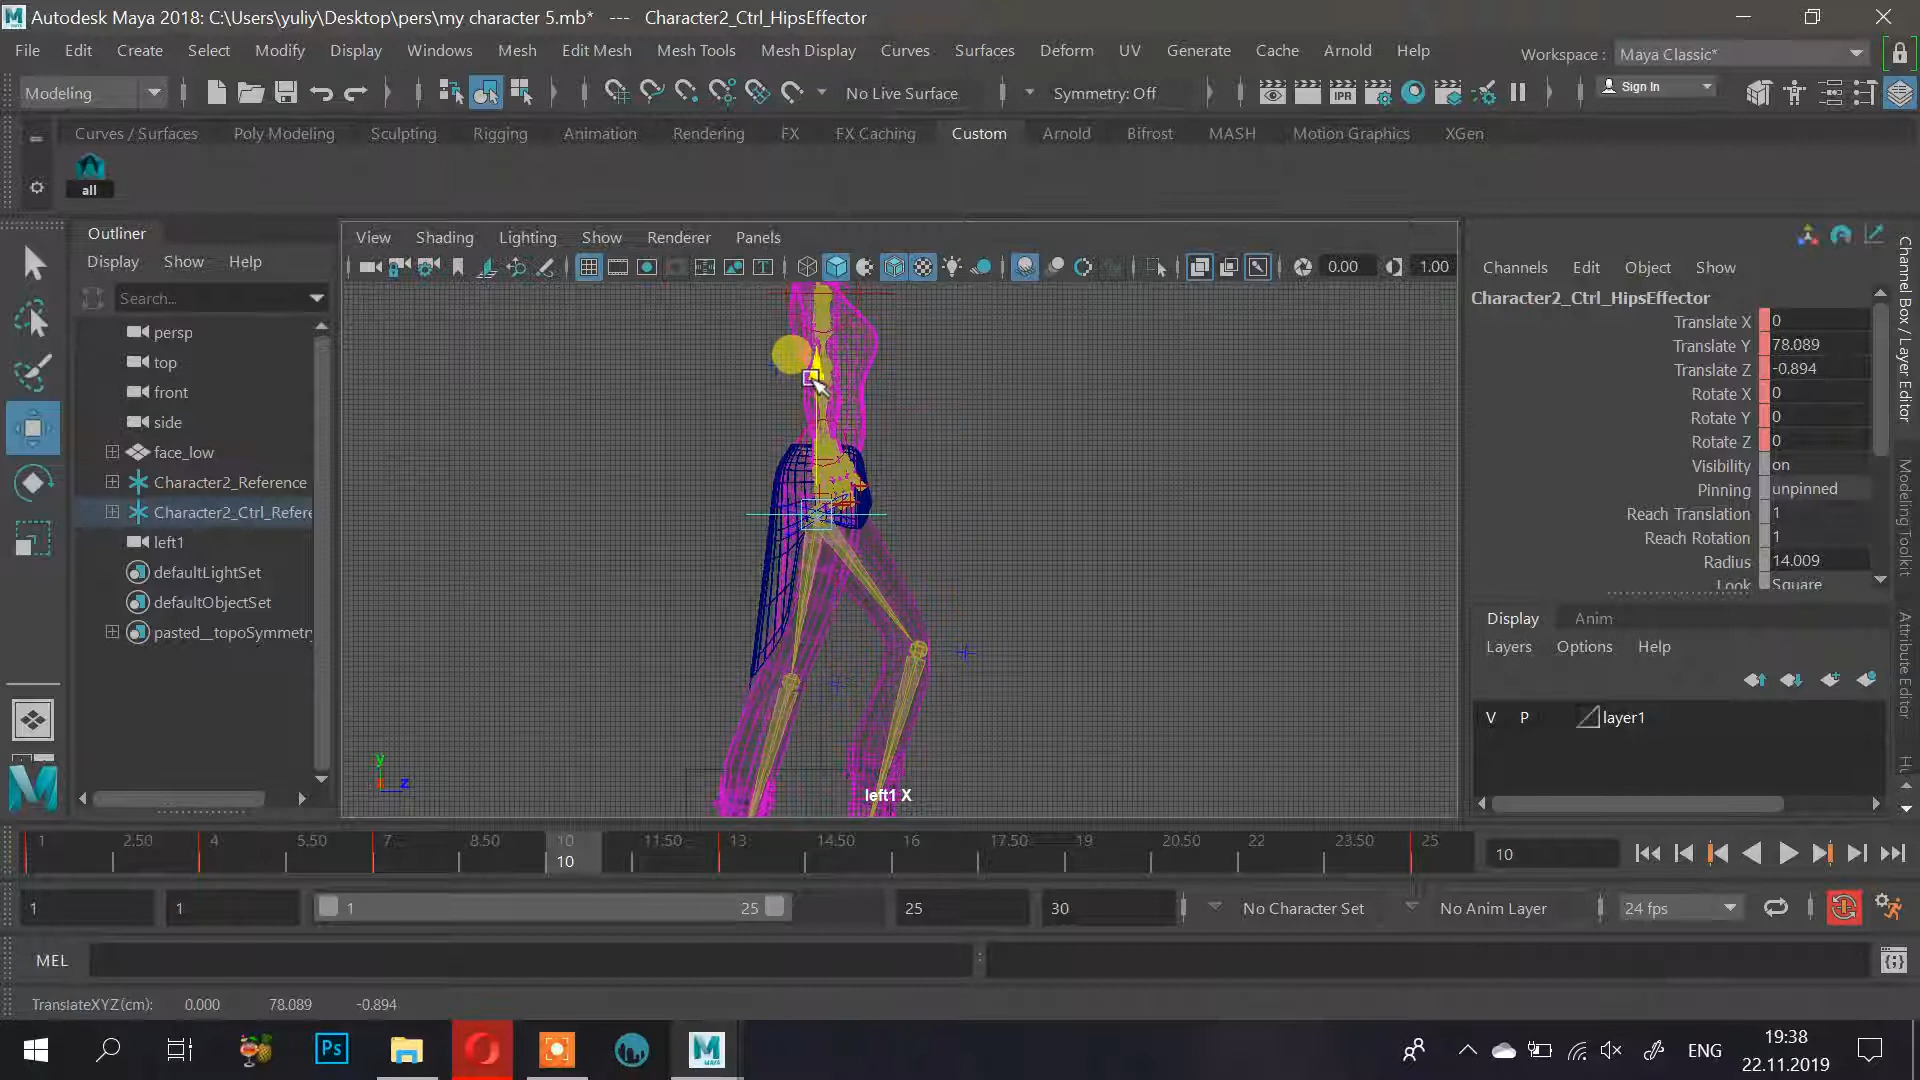 Autodesk Maya 2018: C:\Users\yuliy\Desktop\pers\my character 5.mb* --- Character2_Ctrl_HipsEffector
File Edit Create Select Modify Display Windows Mesh Edit Mesh Mesh Tools Mesh Display Curves Surfaces Deform UV Generate Cache Arnold Help
Workspace : Maya Classic*
Modeling
No Live Surface
Symmetry: Off
IPR
Sign In
Curves / Surfaces Poly Modeling Sculpting Rigging Animation Rendering FX FX Caching Custom Arnold Bifrost MASH Motion Graphics XGen
all
Outliner
Display Show Help
Search...
persp
top
front
side
face_low
Character2_Reference
Character2_Ctrl_Refere
left1
defaultLightSet
defaultObjectSet
pasted__topoSymmetry
View Shading Lighting Show Renderer Panels
0.00
1.00
y
z
left1 X
Channels Edit Object Show
Character2_Ctrl_HipsEffector
Translate X 0
Translate Y 78.089
Translate Z -0.894
Rotate X 0
Rotate Y 0
Rotate Z 0
Visibility on
Pinning unpinned
Reach Translation 1
Reach Rotation 1
Radius 14.009
Look Square
Display Anim
Layers Options Help
V P layer1
Channel Box / Layer Editor
Modeling Toolkit
Attribute Editor
1 2.50 4 5.50 7 8.50 10 11.50 13 14.50 16 17.50 19 20.50 22 23.50 25
10
10
1
1
1
25
25
30
No Character Set
No Anim Layer
24 fps
MEL
TranslateXYZ(cm): 0.000 78.089 -0.894
Ps
MAYA
ENG
19:38
22.11.2019